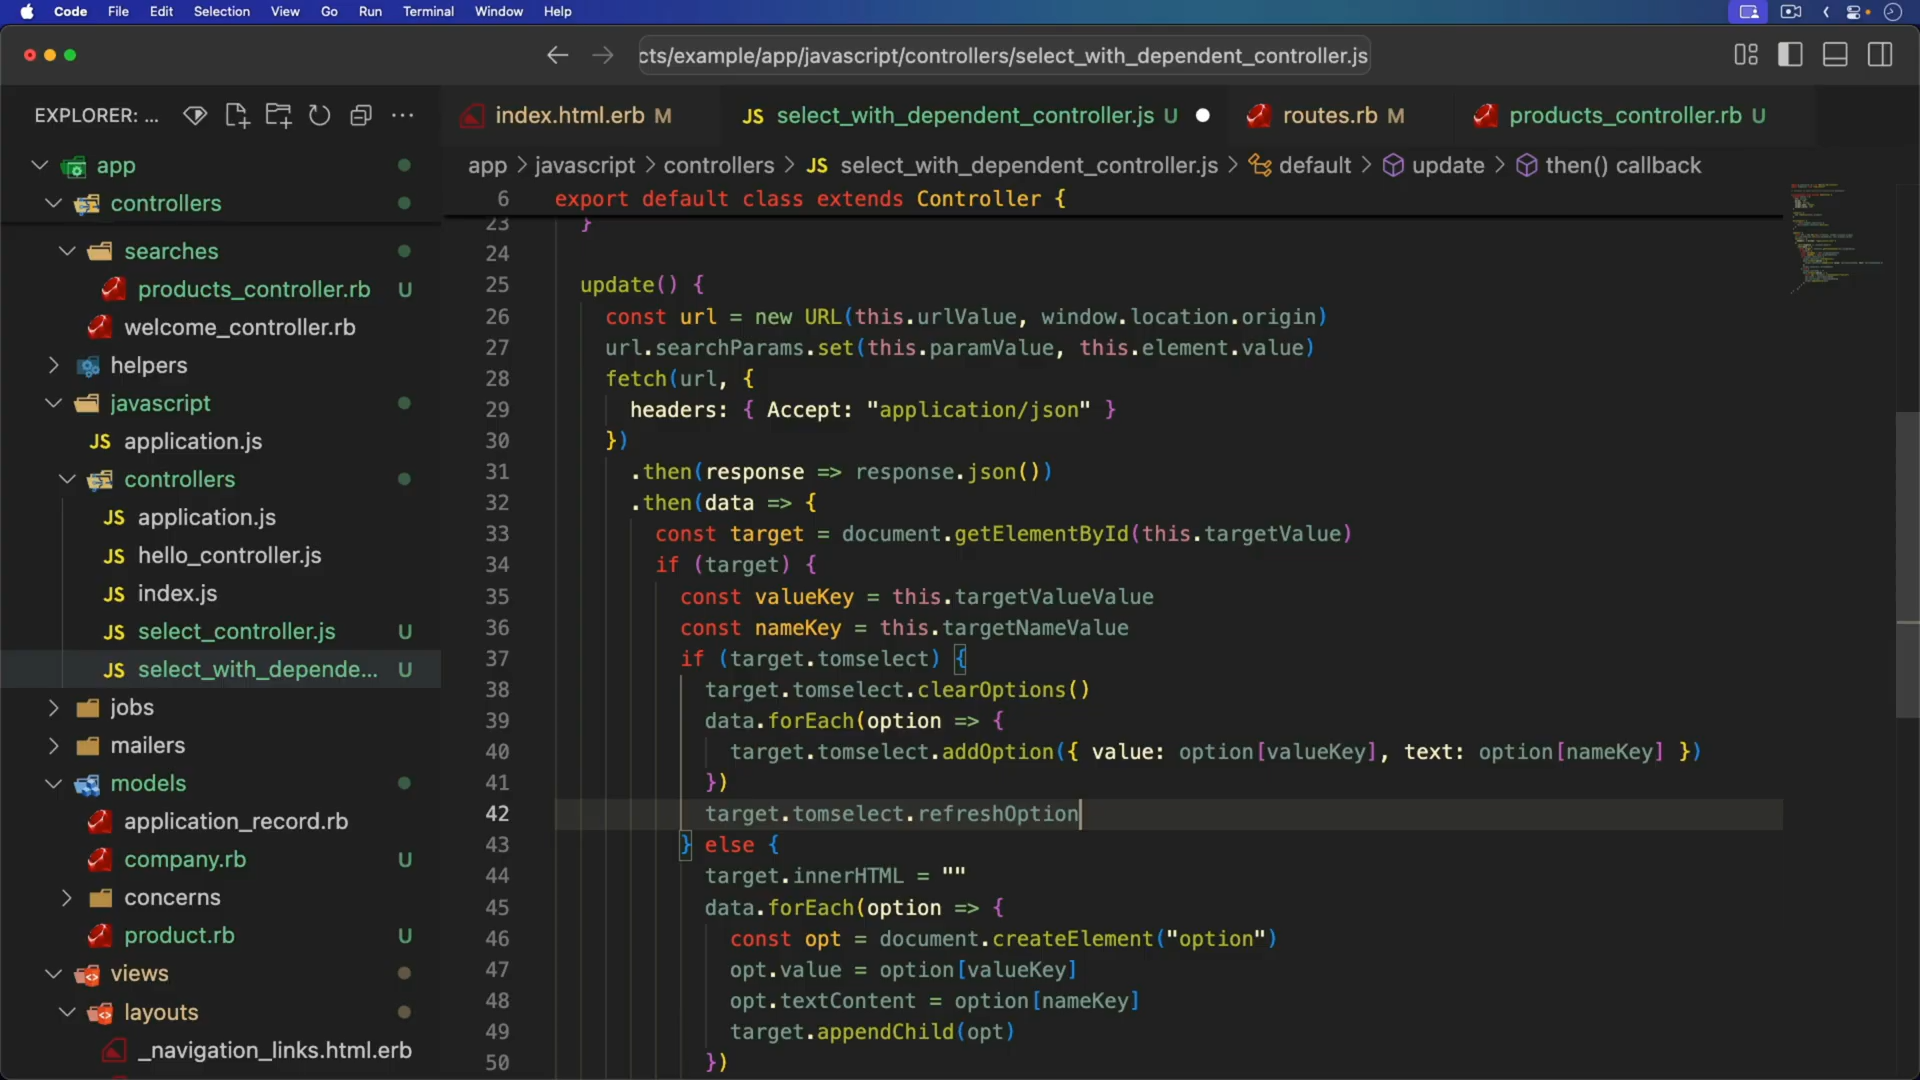 Code File Edit Selection View Go Run Terminal Window Help
cts/example/app/javascript/controllers/select_with_dependent_controller.js
EXPLORER: ...
index.html.erb M
JS select_with_dependent_controller.js U
routes.rb M
products_controller.rb U
app > javascript > controllers > JS select_with_dependent_controller.js > default > update > then() callback
app
controllers
searches
products_controller.rb U
welcome_controller.rb
helpers
javascript
JS application.js
controllers
JS application.js
JS hello_controller.js
JS index.js
JS select_controller.js U
JS select_with_depende... U
jobs
mailers
models
application_record.rb
company.rb U
concerns
product.rb U
views
layouts
_navigation_links.html.erb
6 export default class extends Controller {
23 }
24
25 update() {
26 const url = new URL(this.urlValue, window.location.origin)
27 url.searchParams.set(this.paramValue, this.element.value)
28 fetch(url, {
29 headers: { Accept: "application/json" }
30 })
31 .then(response => response.json())
32 .then(data => {
33 const target = document.getElementById(this.targetValue)
34 if (target) {
35 const valueKey = this.targetValueValue
36 const nameKey = this.targetNameValue
37 if (target.tomselect) {
38 target.tomselect.clearOptions()
39 data.forEach(option => {
40 target.tomselect.addOption({ value: option[valueKey], text: option[nameKey] })
41 })
42 target.tomselect.refreshOption
43 } else {
44 target.innerHTML = ""
45 data.forEach(option => {
46 const opt = document.createElement("option")
47 opt.value = option[valueKey]
48 opt.textContent = option[nameKey]
49 target.appendChild(opt)
50 })